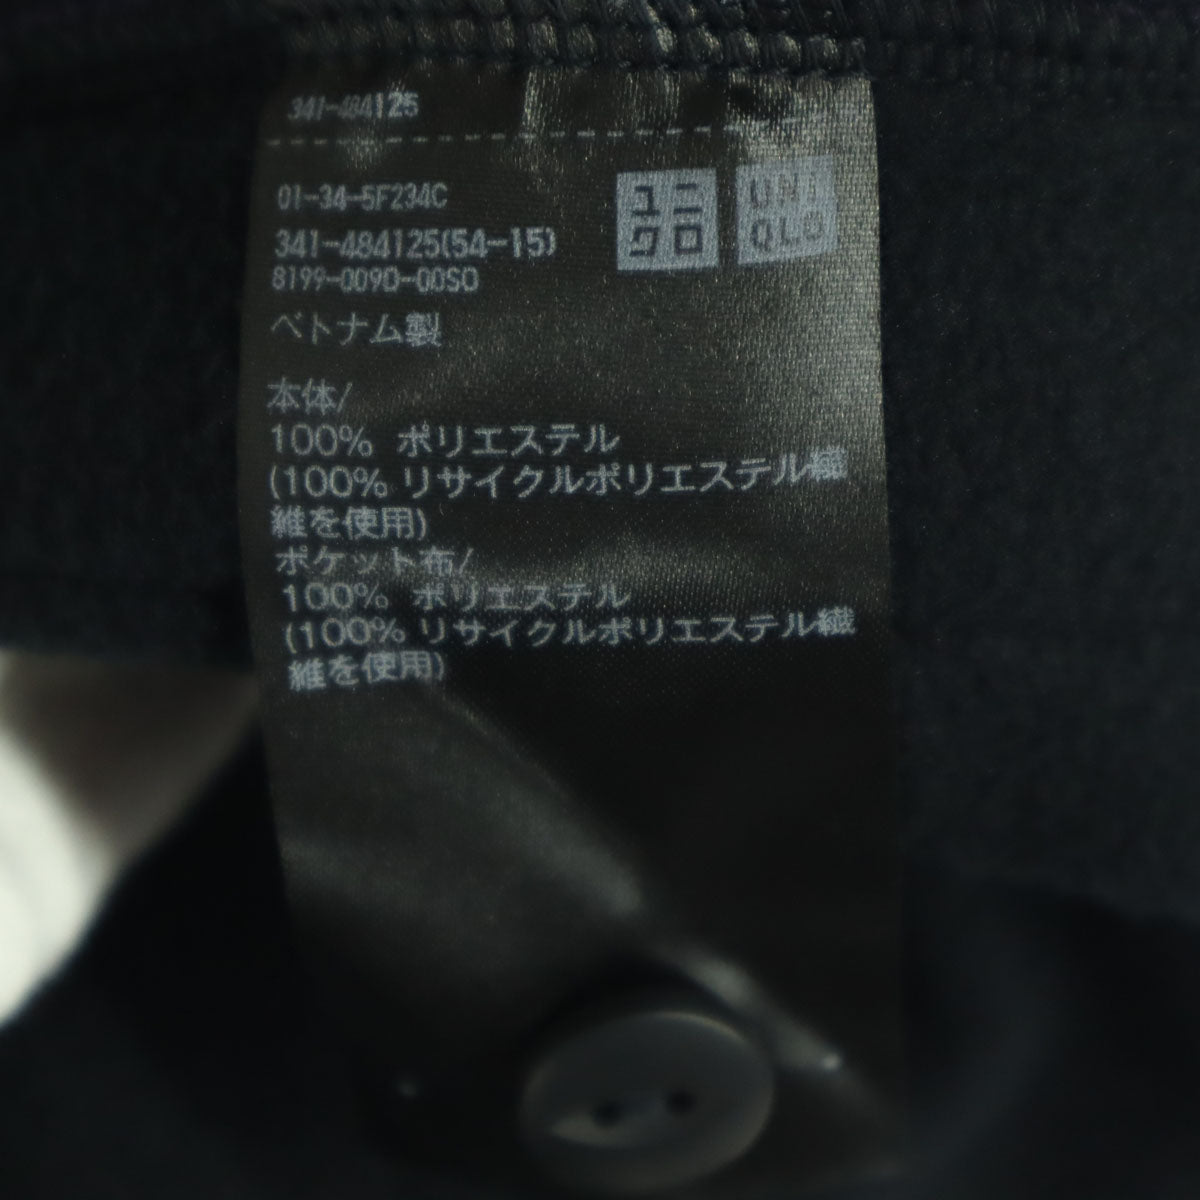 341-484125
01-34-5F234C
ユニ
クロ
UNI
QLO
341-484125(54-15)
8199-009D-00SO
ベトナム製
本体/
100% ポリエステル
(100% リサイクルポリエステル繊
維を使用)
ポケット布/
100% ポリエステル
(100% リサイクルポリエステル繊
維を使用)